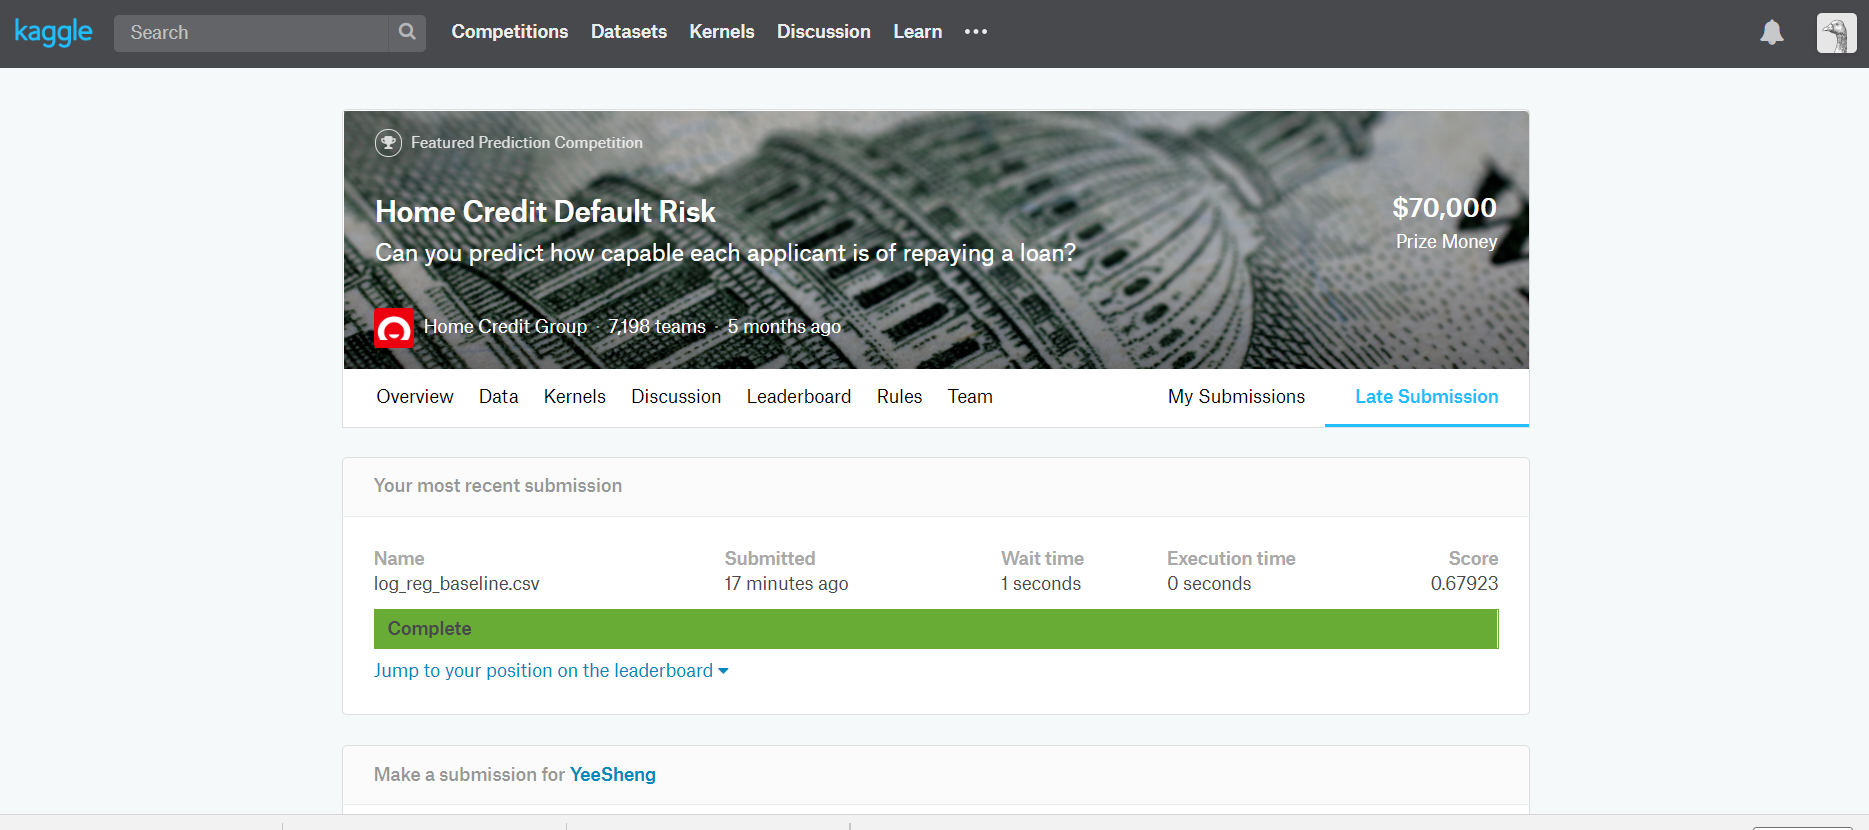 kaggle Search Competitions Datasets Kernels Discussion Learn •••
Featured Prediction Competition
Home Credit Default Risk
Can you predict how capable each applicant is of repaying a loan?
$70,000
Prize Money
Home Credit Group · 7,198 teams · 5 months ago
Overview Data Kernels Discussion Leaderboard Rules Team My Submissions Late Submission
Your most recent submission
Name Submitted Wait time Execution time Score
log_reg_baseline.csv 17 minutes ago 1 seconds 0 seconds 0.67923
Complete
Jump to your position on the leaderboard
Make a submission for YeeSheng